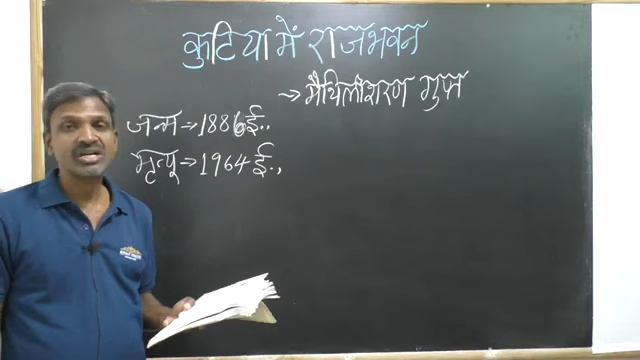 कुटिया में राजभवन
→ मैथिलीशरण गुप्त
जन्म → 1886 ई..
मृत्यू → 1964 ई.,